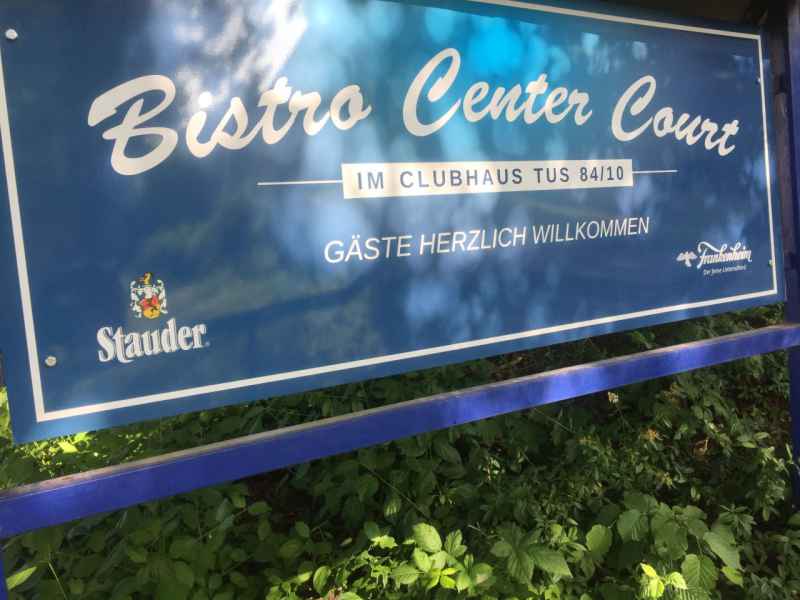 Bistro Center Court
IM CLUBHAUS TUS 84/10
GÄSTE HERZLICH WILLKOMMEN
Frankenheim
Stauder